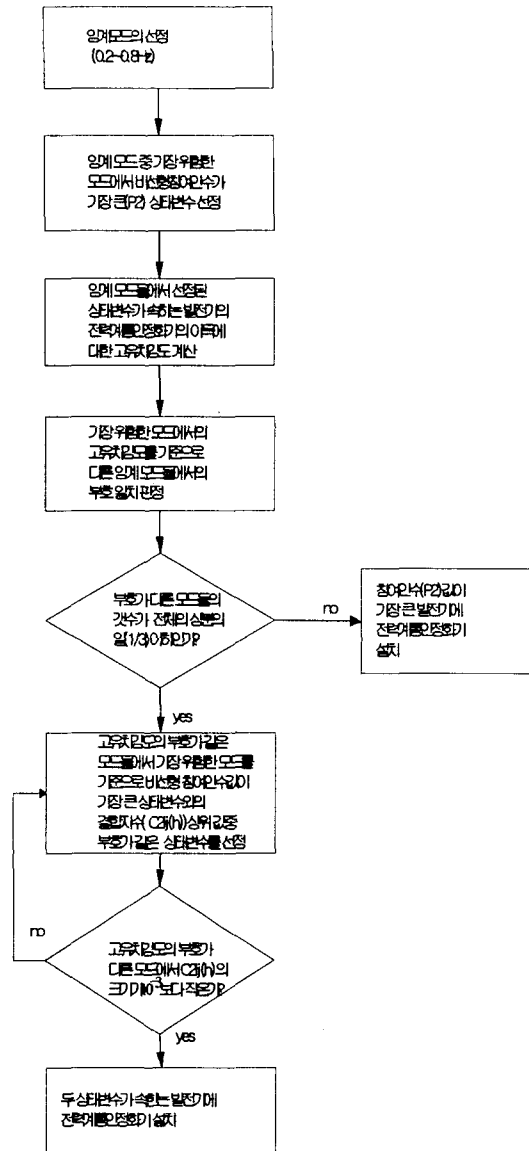 임계모드의 선정
(0.2~0.8Hz)
임계 모드 중 가장 위험한
모드에서 비선형참여인수가
가장 큰(P2) 상태변수 선정
임계 모드들에서 선정된
상태변수가 속하는 발전기의
전력계통안정화기의 이득에
대한 고유치감도 계산
가장 위험한 모드에서의
고유치감도를 기준으로
다른 임계 모드들에서의
부호 일치 판정
부호가 다른 모드들의
갯수가 전체의 삼분의
일(1/3)이하인가?
no
참여인수(P2)값이
가장 큰 발전기에
전력계통안정화기
설치
yes
고유치감도의 부호가 같은
모드들에서 가장 위험한 모드를
기준으로 비선형 참여인수값이
가장 큰 상태변수와의
결합지수( C2ij(h))상위 값중
부호가 같은 상태변수를 선정
no
고유치감도의 부호가
다른 모드에서 C2ij(h)의
크기가 10⁻³보다 작은가?
yes
두 상태변수가 속하는 발전기에
전력계통안정화기 설치